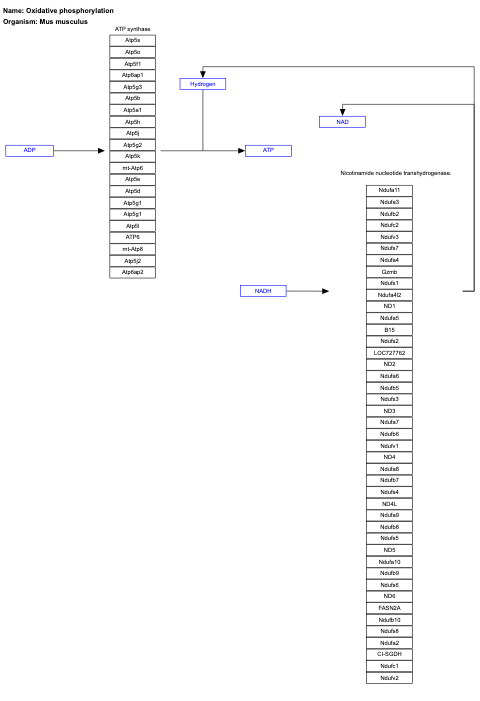 Name: Oxidative phosphorylation
Organism: Mus musculus
ATP synthase
Atp5s
Atp5o
Atp5f1
Atp6ap1
Atp5g3
Atp5b
Atp5a1
Atp5h
Atp5j
Atp5g2
Atp5k
mt-Atp6
Atp5e
Atp5d
Atp5g1
Atp5g1
Atp5l
ATP6
mt-Atp8
Atp5j2
Atp6ap2
Hydrogen
NAD
ADP
ATP
NADH
Nicotinamide nucleotide transhydrogenase.
Ndufa11
Ndufa3
Ndufb2
Ndufc2
Ndufv3
Ndufs7
Ndufa4
Gzmb
Ndufs1
Ndufa4l2
ND1
Ndufa5
B15
Ndufs2
LOC727762
ND2
Ndufa6
Ndufb5
Ndufs3
ND3
Ndufa7
Ndufb6
Ndufv1
ND4
Ndufa8
Ndufb7
Ndufs4
ND4L
Ndufa9
Ndufb8
Ndufs5
ND5
Ndufa10
Ndufb9
Ndufs6
ND6
FASN2A
Ndufb10
Ndufs8
Ndufa2
CI-SGDH
Ndufc1
Ndufv2